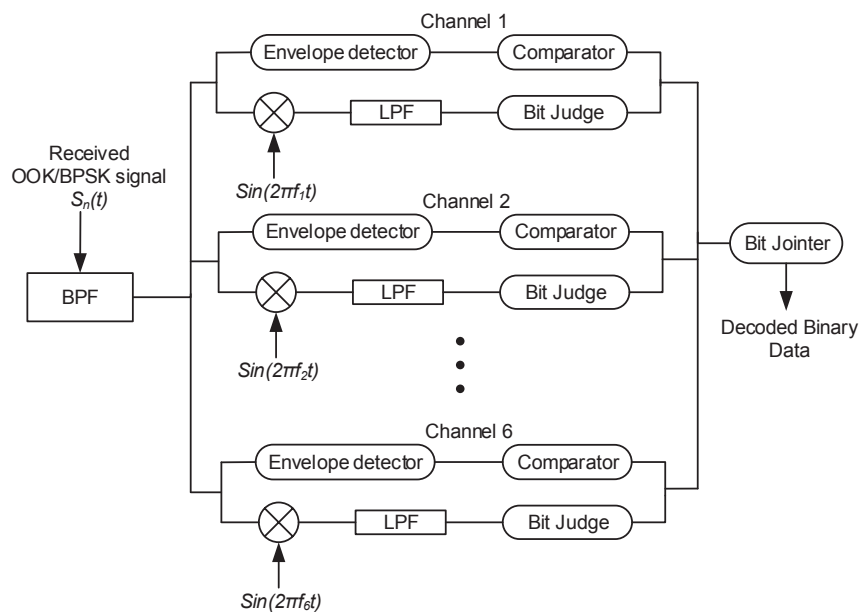 Channel 1
Envelope detector
Comparator
LPF
Bit Judge
Received
OOK/BPSK signal
Sn(t)
Sin(2πf1t)
Channel 2
Envelope detector
Comparator
Bit Jointer
BPF
LPF
Bit Judge
Decoded Binary
Data
Sin(2πf2t)
Channel 6
Envelope detector
Comparator
LPF
Bit Judge
Sin(2πf6t)